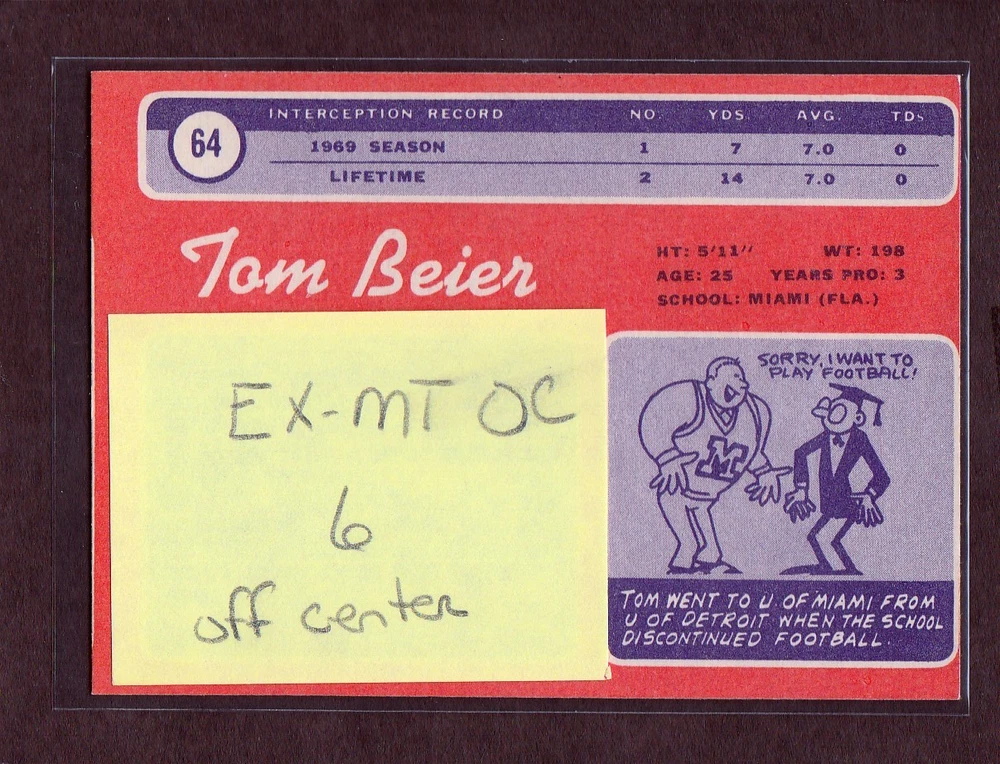 64
INTERCEPTION RECORD NO. YDS. AVG. TDs
1969 SEASON 1 7 7.0 0
LIFETIME 2 14 7.0 0
Tom Beier
HT: 5'11" WT: 198
AGE: 25 YEARS PRO: 3
SCHOOL: MIAMI (FLA.)
EX-MT OC
6
off center
SORRY, I WANT TO
PLAY FOOTBALL!
M
TOM WENT TO U. OF MIAMI FROM
U OF DETROIT WHEN THE SCHOOL
DISCONTINUED FOOTBALL.